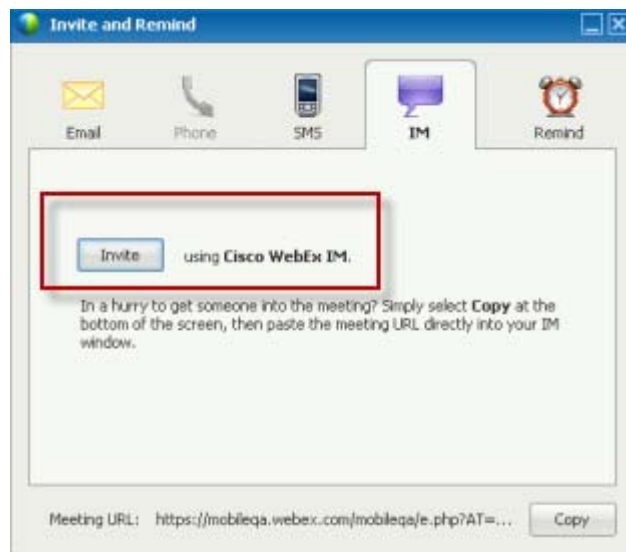 Invite and Remind
Email Phone SMS IM Remind
Invite using Cisco WebEx IM.
In a hurry to get someone into the meeting? Simply select Copy at the
bottom of the screen, then paste the meeting URL directly into your IM
window.
Meeting URL: https://mobileqa.webex.com/mobileqa/e.php?AT=... Copy